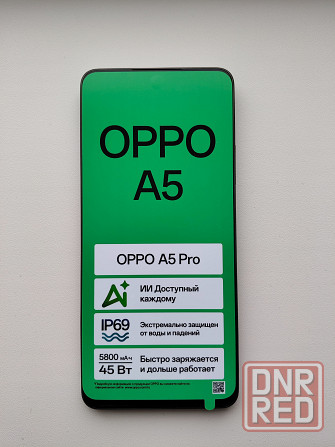 OPPO
A5
OPPO A5 Pro
Ai
ИИ Доступный
каждому
IP69
Экстремально защищен
от воды и падений
5800 мАч
45 Вт
Быстро заряжается
и дольше работает
DNR
RED